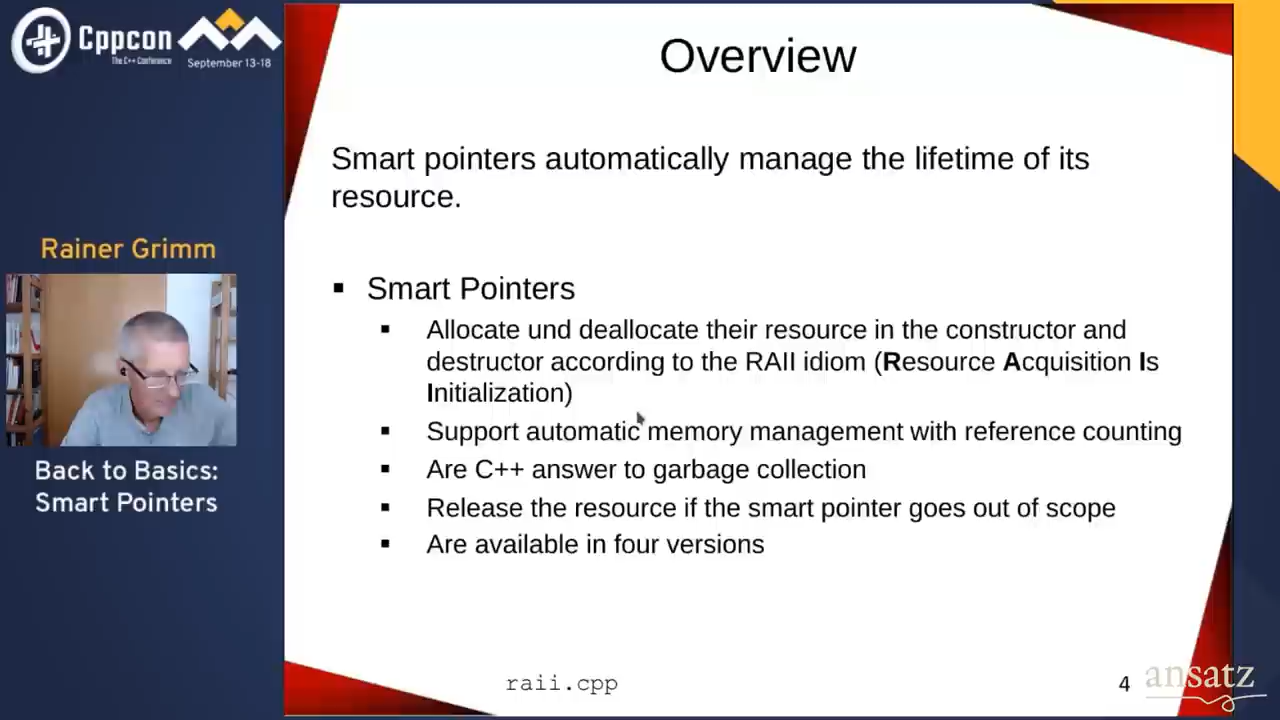 Cppcon
The C++ Conference
September 13-18
Rainer Grimm
Back to Basics:
Smart Pointers
Overview
Smart pointers automatically manage the lifetime of its
resource.
▪ Smart Pointers
▪ Allocate und deallocate their resource in the constructor and
destructor according to the RAII idiom (Resource Acquisition Is
Initialization)
▪ Support automatic memory management with reference counting
▪ Are C++ answer to garbage collection
▪ Release the resource if the smart pointer goes out of scope
▪ Are available in four versions
raii.cpp
4
ansatz